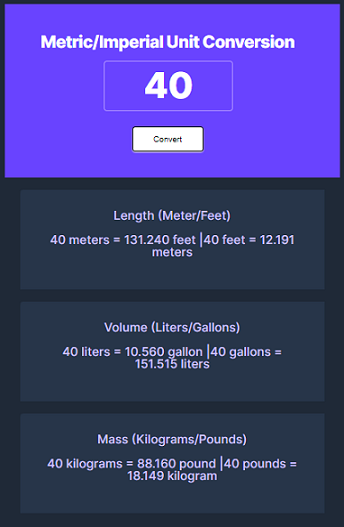 Metric/Imperial Unit Conversion
40
Convert
Length (Meter/Feet)
40 meters = 131.240 feet |40 feet = 12.191
meters
Volume (Liters/Gallons)
40 liters = 10.560 gallon |40 gallons =
151.515 liters
Mass (Kilograms/Pounds)
40 kilograms = 88.160 pound |40 pounds =
18.149 kilogram